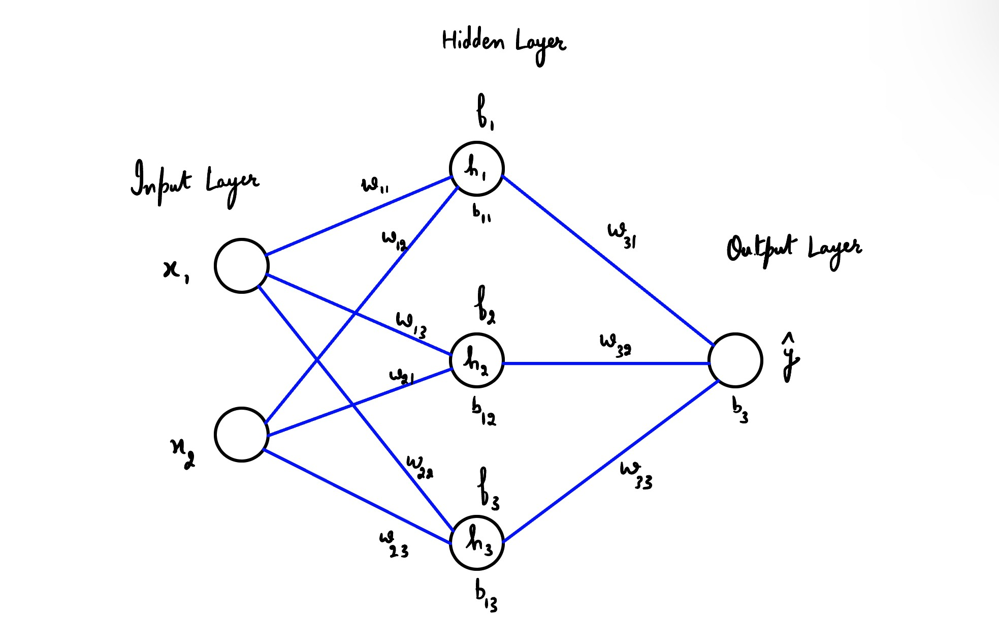 Hidden Layer
f₁
Input Layer
h₁
w₁₁
b₁₁
w₁₂
w₃₁
Output Layer
x₁
f₂
w₁₃
h₂
w₃₂
ŷ
w₂₁
b₁₂
b₃
x₂
w₂₂
f₃
w₃₃
h₃
w₂₃
b₁₃